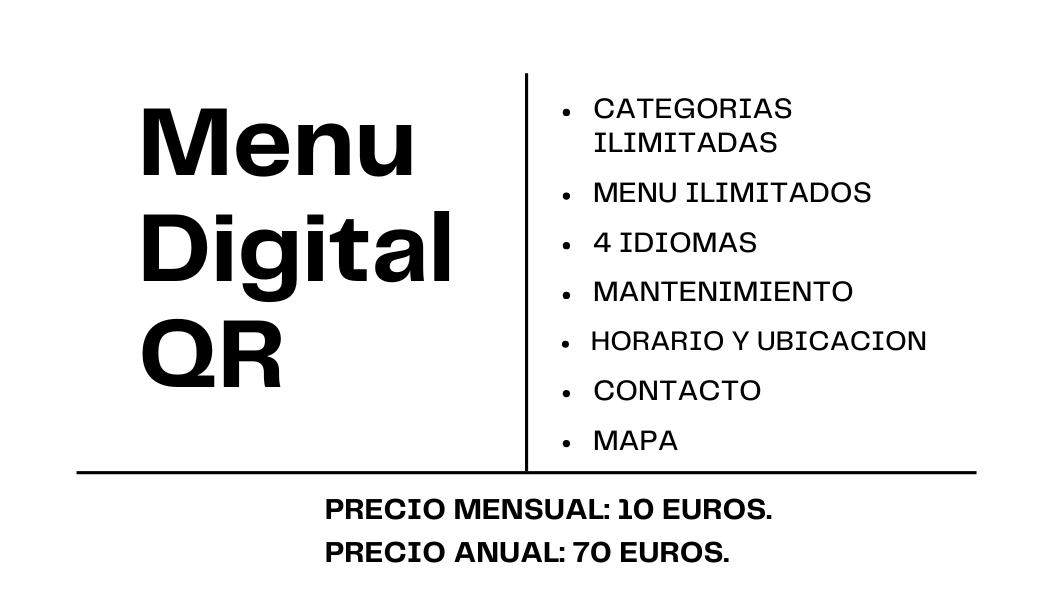 Menu
Digital
QR
• CATEGORIAS
ILIMITADAS
• MENU ILIMITADOS
• 4 IDIOMAS
• MANTENIMIENTO
• HORARIO Y UBICACION
• CONTACTO
• MAPA
PRECIO MENSUAL: 10 EUROS.
PRECIO ANUAL: 70 EUROS.